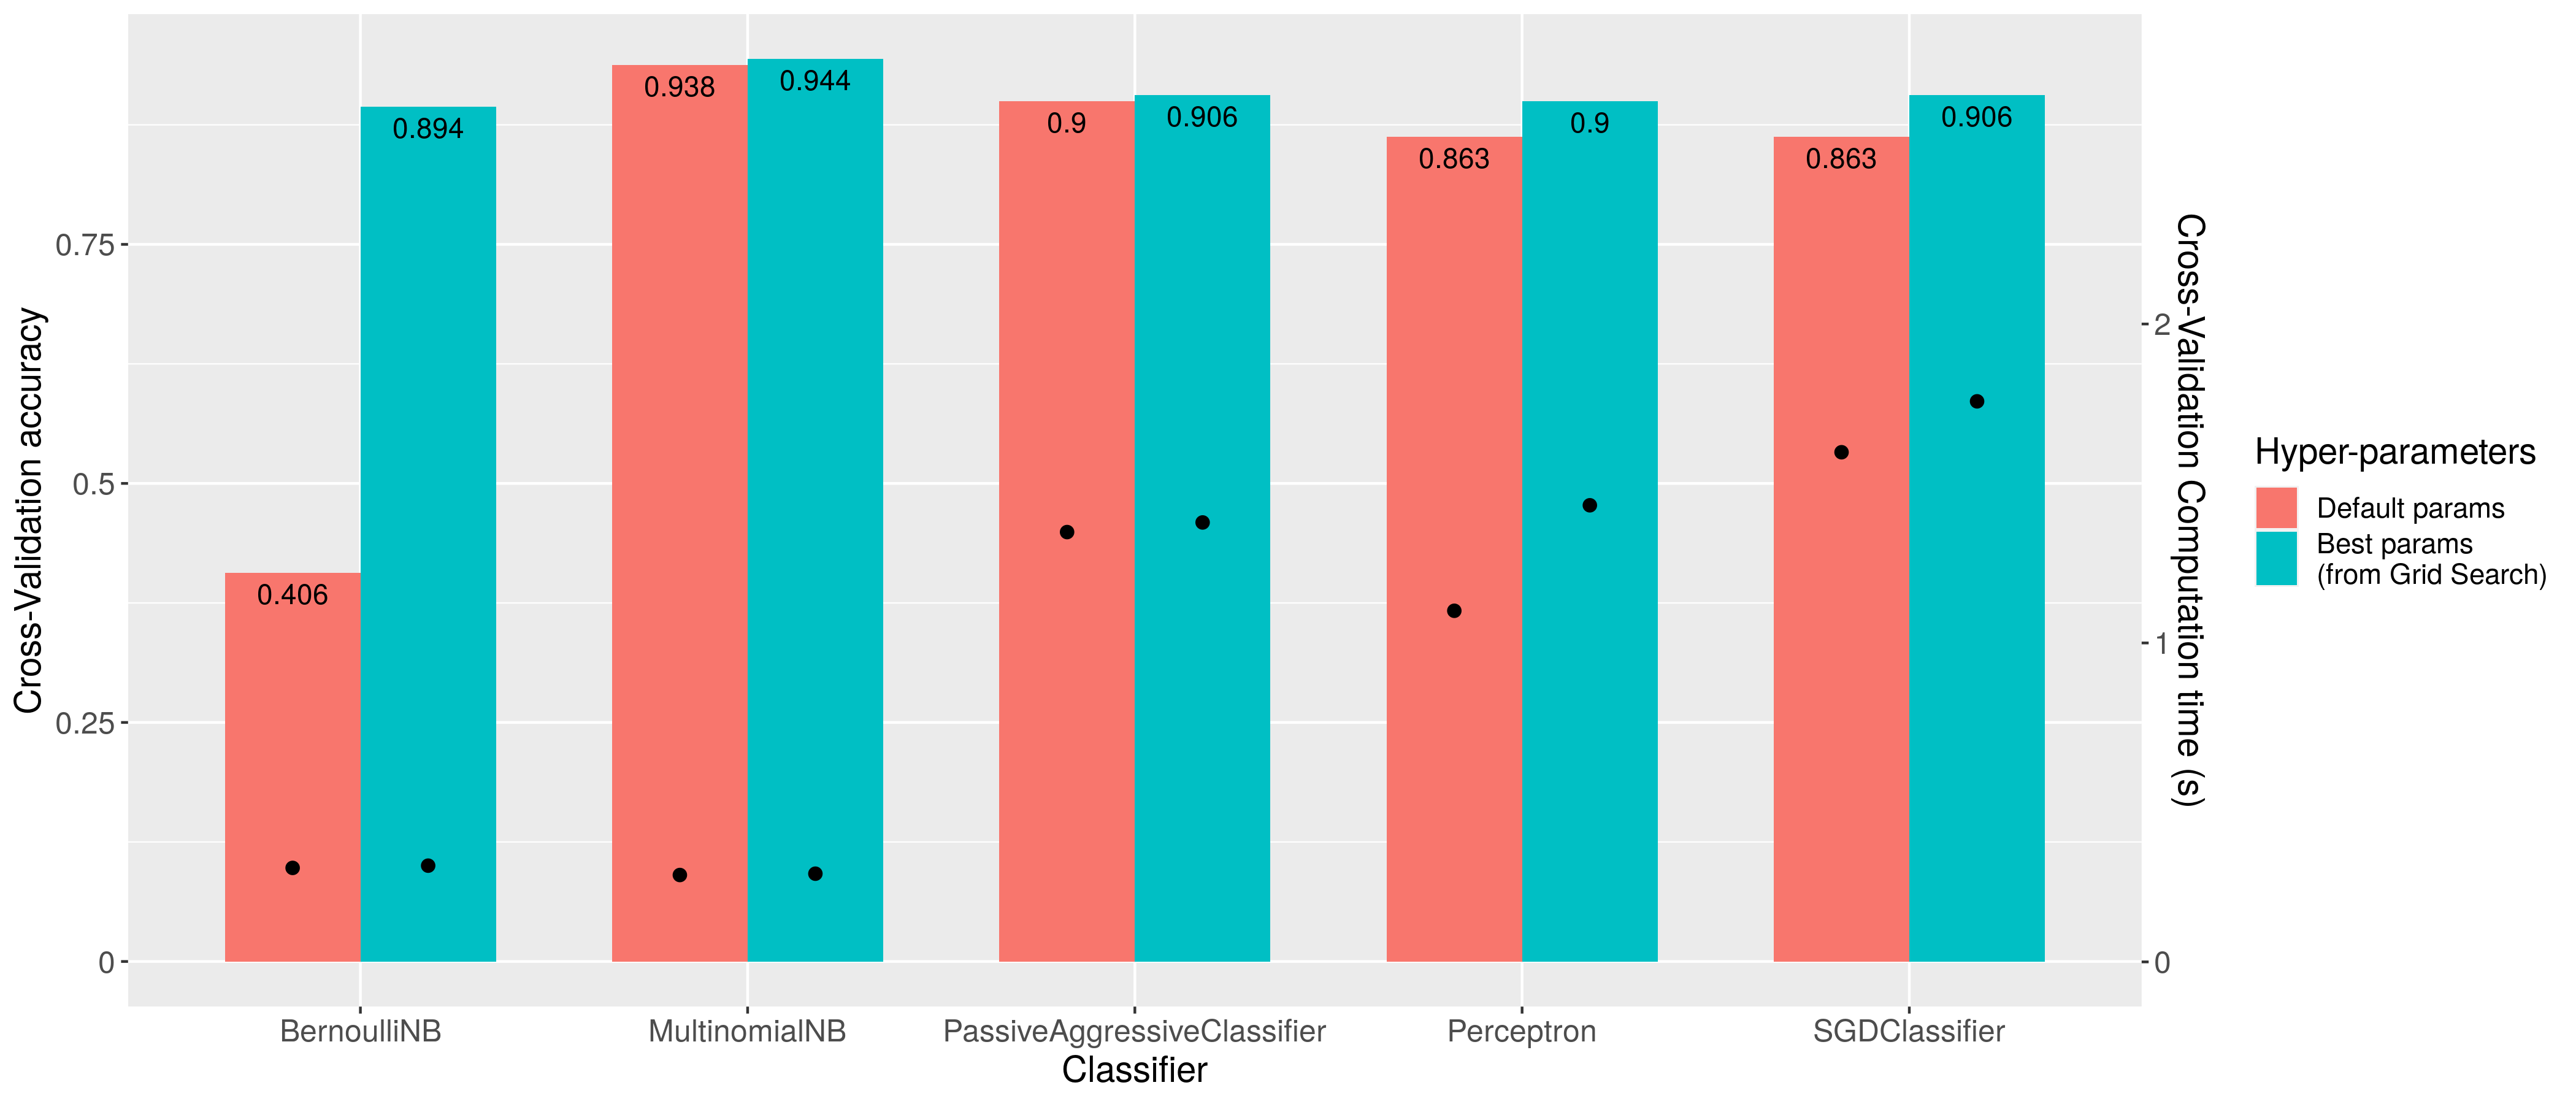 Cross-Validation accuracy
0.75
0.5
0.25
0
0.406
0.894
0.938
0.944
0.9
0.906
0.863
0.9
0.863
0.906
BernoulliNB
MultinomialNB
PassiveAggressiveClassifier
Perceptron
SGDClassifier
Classifier
2
1
0
Cross-Validation Computation time (s)
Hyper-parameters
Default params
Best params
(from Grid Search)